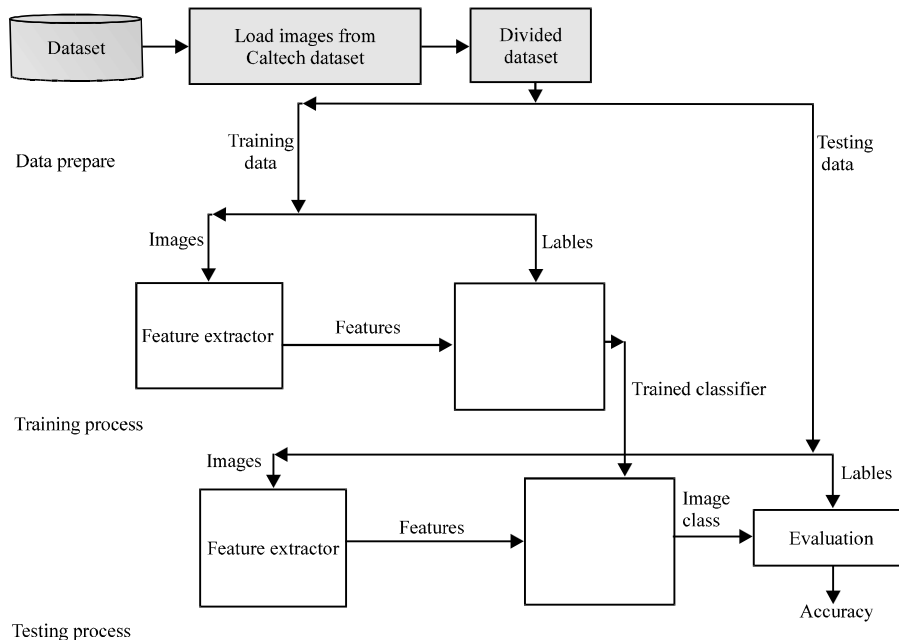 Dataset
Load images from
Caltech dataset
Divided
dataset
Training
data
Testing
data
Data prepare
Images
Lables
Feature extractor
Features
Trained classifier
Training process
Images
Lables
Feature extractor
Features
Image
class
Evaluation
Accuracy
Testing process